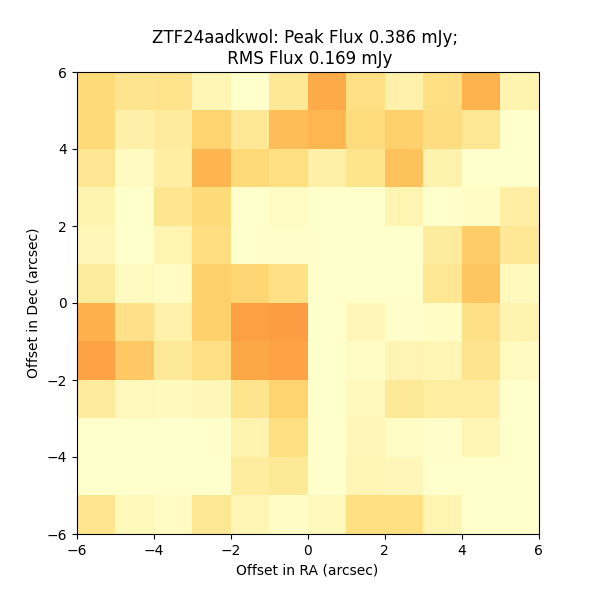 ZTF24aadkwol: Peak Flux 0.386 mJy;
RMS Flux 0.169 mJy
6
4
2
0
−2
−4
−6
Offset in Dec (arcsec)
−6 −4 −2 0 2 4 6
Offset in RA (arcsec)